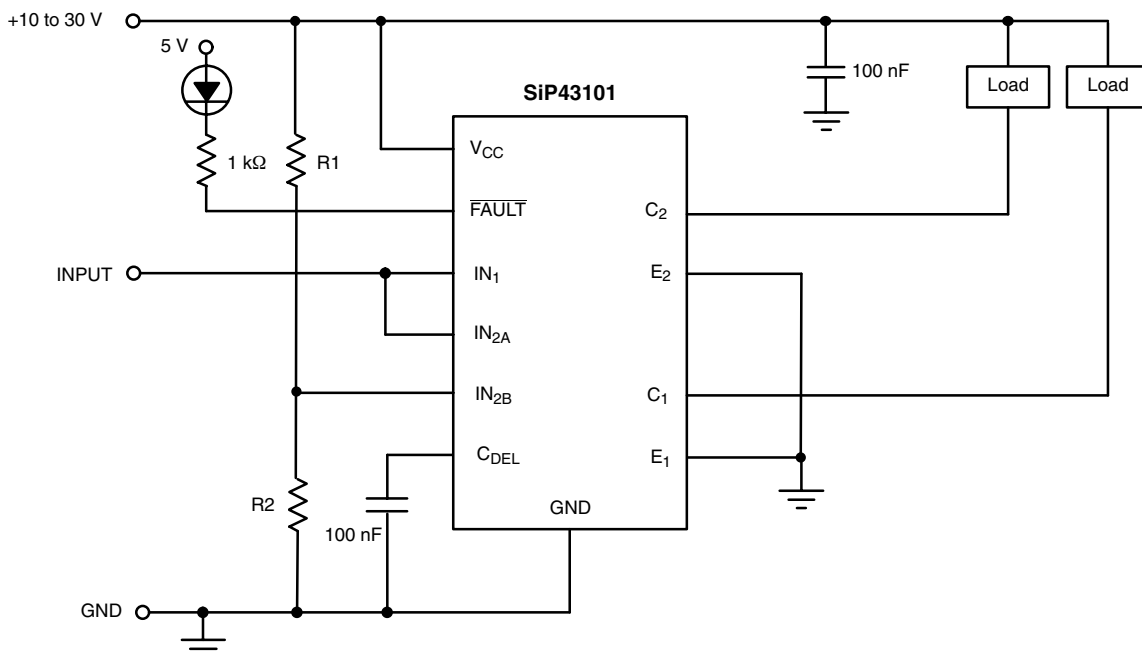 +10 to 30 V
5 V
100 nF
Load
Load
SiP43101
1 kΩ
R1
VCC
FAULT
C2
INPUT
IN1
E2
IN2A
IN2B
C1
CDEL
E1
R2
GND
100 nF
GND